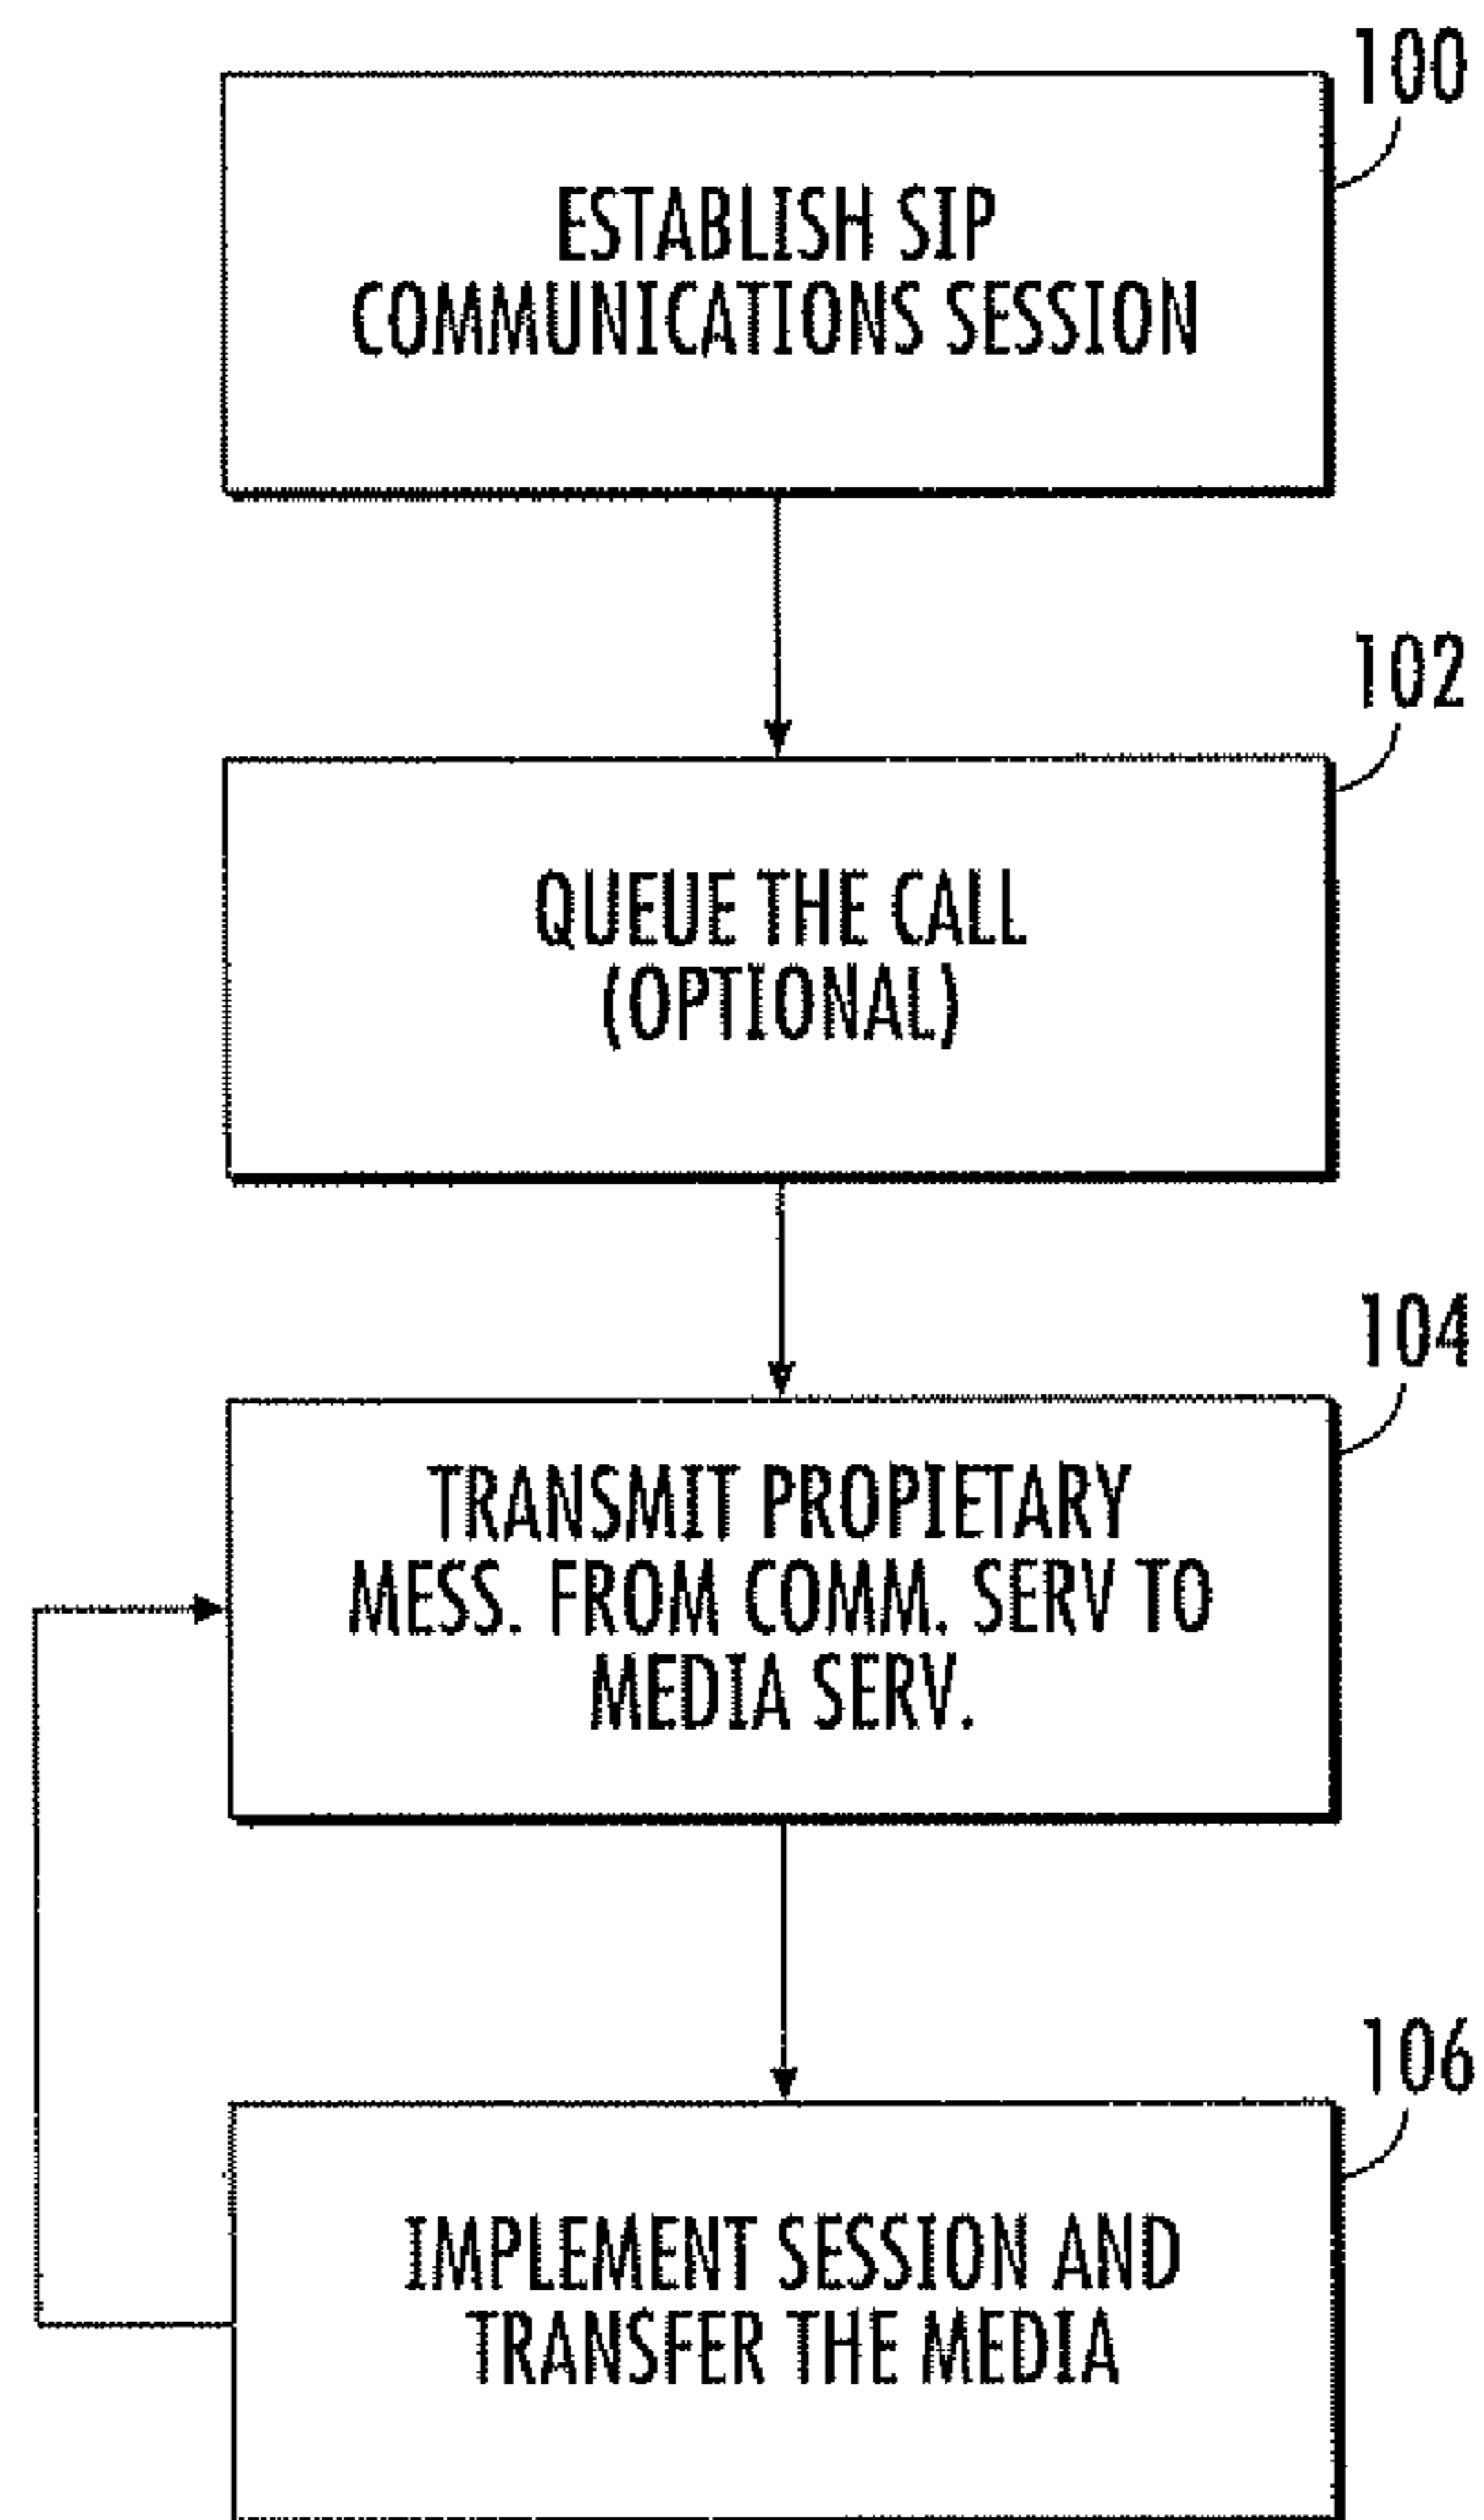 100
ESTABLISH SIP
COMMUNICATIONS SESSION
102
QUEUE THE CALL
(OPTIONAL)
104
TRANSMIT PROPIETARY
MESS. FROM COMM. SERV TO
MEDIA SERV.
106
IMPLEMENT SESSION AND
TRANSFER THE MEDIA